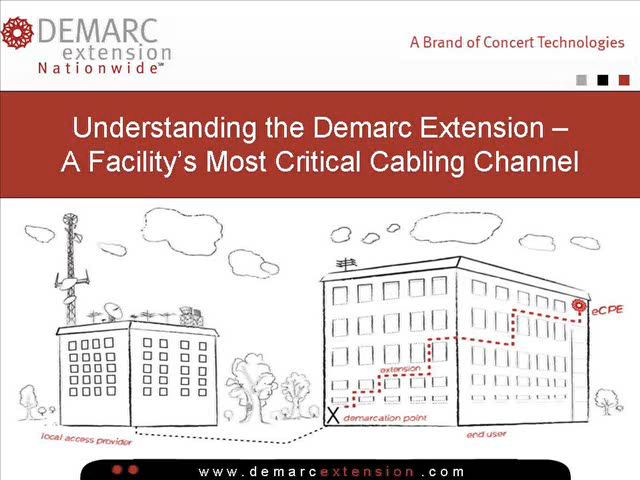 DEMARC
extension
Nationwide℠
A Brand of Concert Technologies
Understanding the Demarc Extension –
A Facility's Most Critical Cabling Channel
eCPE
extension
demarcation point
local access provider
end user
www.demarcextension.com